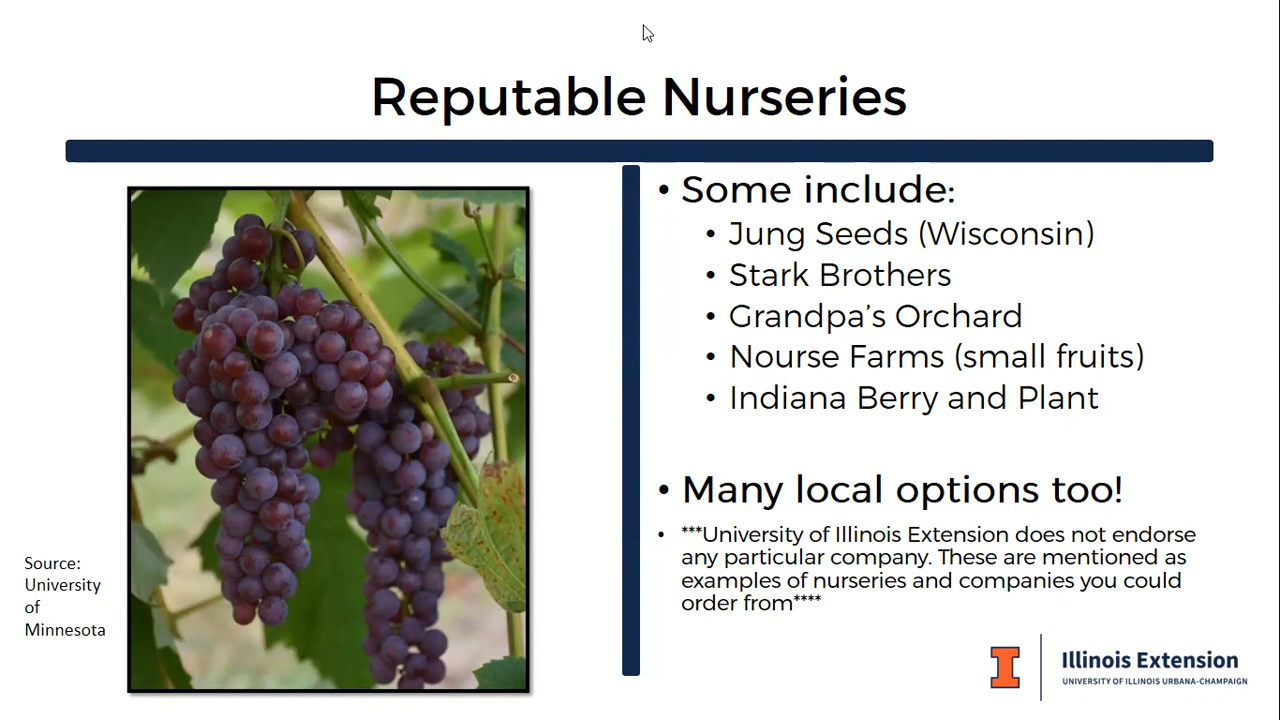 Reputable Nurseries
• Some include:
• Jung Seeds (Wisconsin)
• Stark Brothers
• Grandpa's Orchard
• Nourse Farms (small fruits)
• Indiana Berry and Plant
• Many local options too!
• ***University of Illinois Extension does not endorse
any particular company. These are mentioned as
examples of nurseries and companies you could
order from****
Source:
University
of
Minnesota
I
Illinois Extension
UNIVERSITY OF ILLINOIS URBANA-CHAMPAIGN